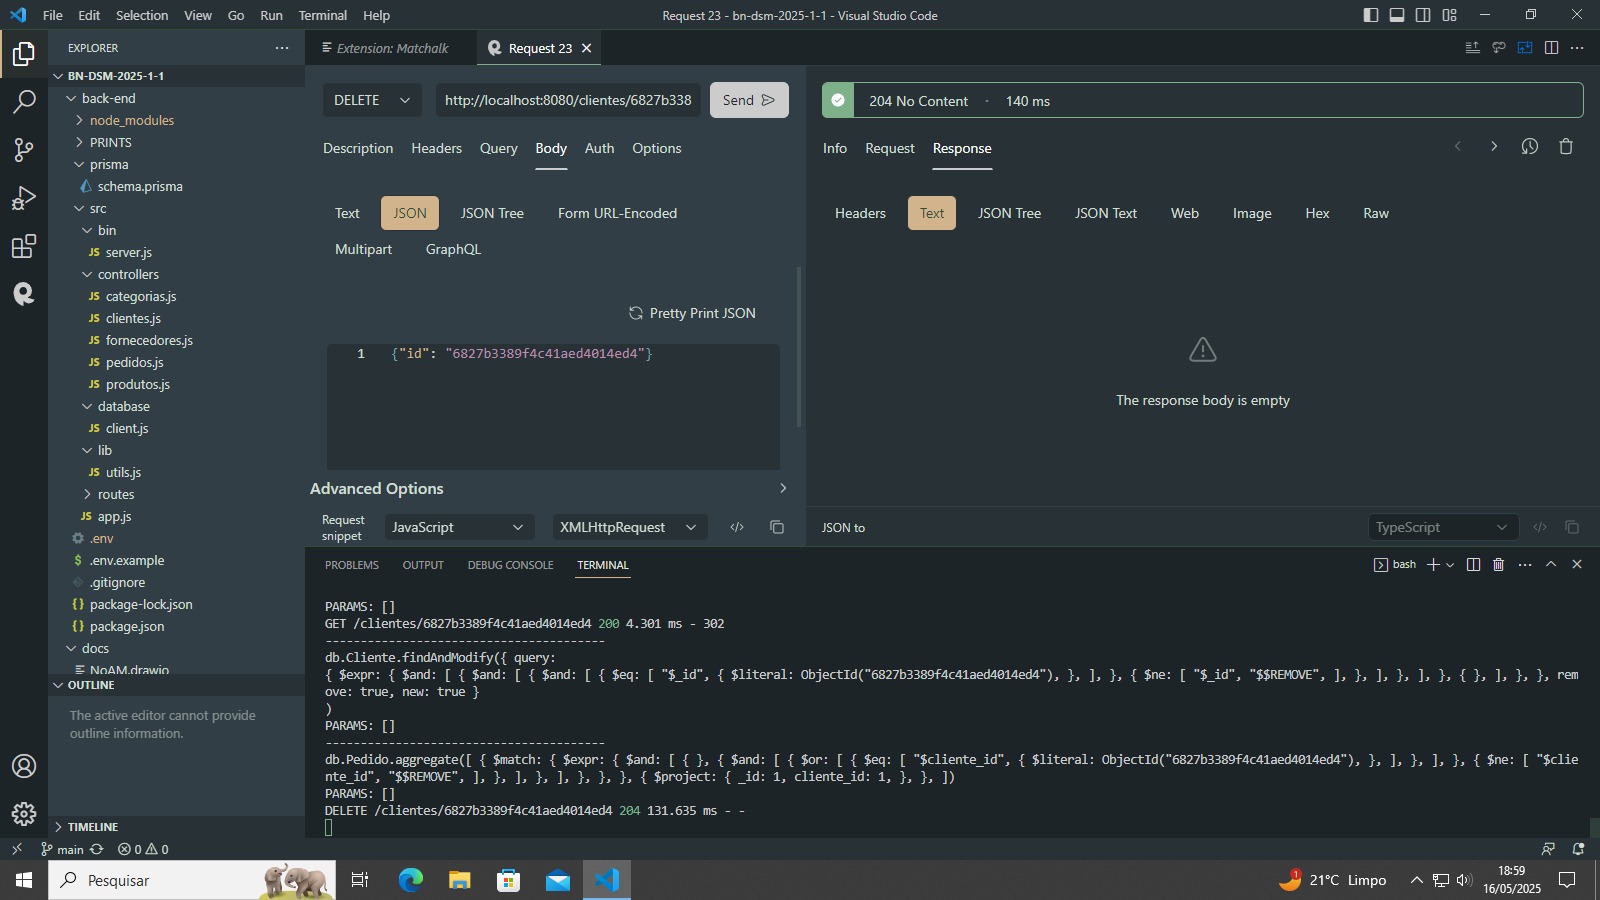 File Edit Selection View Go Run Terminal Help
Request 23 - bn-dsm-2025-1-1 - Visual Studio Code
EXPLORER
BN-DSM-2025-1-1
back-end
node_modules
PRINTS
prisma
schema.prisma
src
bin
JS server.js
controllers
JS categorias.js
JS clientes.js
JS fornecedores.js
JS pedidos.js
JS produtos.js
database
JS client.js
lib
JS utils.js
routes
JS app.js
.env
$ .env.example
.gitignore
{} package-lock.json
{} package.json
docs
NoAM.drawio
OUTLINE
The active editor cannot provide
outline information.
TIMELINE
Extension: Matchalk
Request 23
DELETE
http://localhost:8080/clientes/6827b338
Send
Description Headers Query Body Auth Options
Text JSON JSON Tree Form URL-Encoded
Multipart GraphQL
Pretty Print JSON
1 {"id": "6827b3389f4c41aed4014ed4"}
Advanced Options
Request
snippet
JavaScript
XMLHttpRequest
204 No Content · 140 ms
Info Request Response
Headers Text JSON Tree JSON Text Web Image Hex Raw
The response body is empty
JSON to
TypeScript
PROBLEMS OUTPUT DEBUG CONSOLE TERMINAL
bash
PARAMS: []
GET /clientes/6827b3389f4c41aed4014ed4 200 4.301 ms - 302
----------------------------------------
db.Cliente.findAndModify({ query:
{ $expr: { $and: [ { $and: [ { $and: [ { $eq: [ "$_id", { $literal: ObjectId("6827b3389f4c41aed4014ed4"), }, ], }, { $ne: [ "$_id", "$$REMOVE", ], }, ], }, ], }, { }, ], }, }, rem
ove: true, new: true }
)
PARAMS: []
----------------------------------------
db.Pedido.aggregate([ { $match: { $expr: { $and: [ { }, { $and: [ { $or: [ { $eq: [ "$cliente_id", { $literal: ObjectId("6827b3389f4c41aed4014ed4"), }, ], }, ], }, { $ne: [ "$clie
nte_id", "$$REMOVE", ], }, ], }, ], }, }, }, { $project: { _id: 1, cliente_id: 1, }, }, ])
PARAMS: []
DELETE /clientes/6827b3389f4c41aed4014ed4 204 131.635 ms - -
main
0 0
Pesquisar
1
21°C Limpo
18:59
16/05/2025